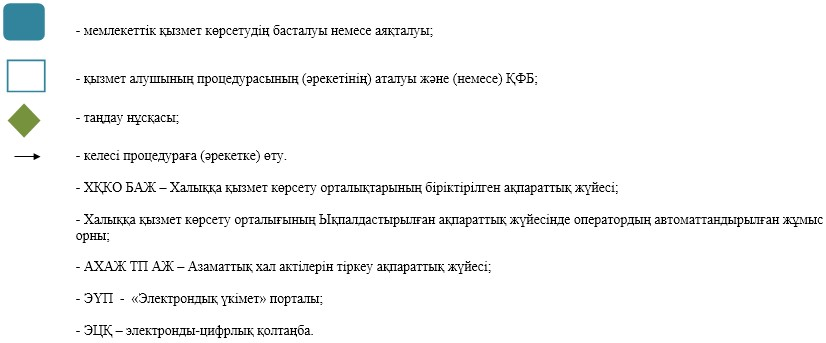 - мемлекеттік қызмет көрсетудің басталуы немесе аяқталуы;
- қызмет алушының процедурасының (әрекетінің) аталуы және (немесе) ҚФБ;
- таңдау нұсқасы;
- келесі процедураға (әрекетке) өту.
- ХҚКО БАЖ – Халыққа қызмет көрсету орталықтарының біріктірілген ақпараттық жүйесі;
- Халыққа қызмет көрсету орталығының Ықпалдастырылған ақпараттық жүйесінде оператордың автоматтандырылған жұмыс
орны;
- АХАЖ ТП АЖ – Азаматтық хал актілерін тіркеу ақпараттық жүйесі;
- ЭҮП - «Электрондық үкімет» порталы;
- ЭЦҚ – электронды-цифрлық қолтаңба.